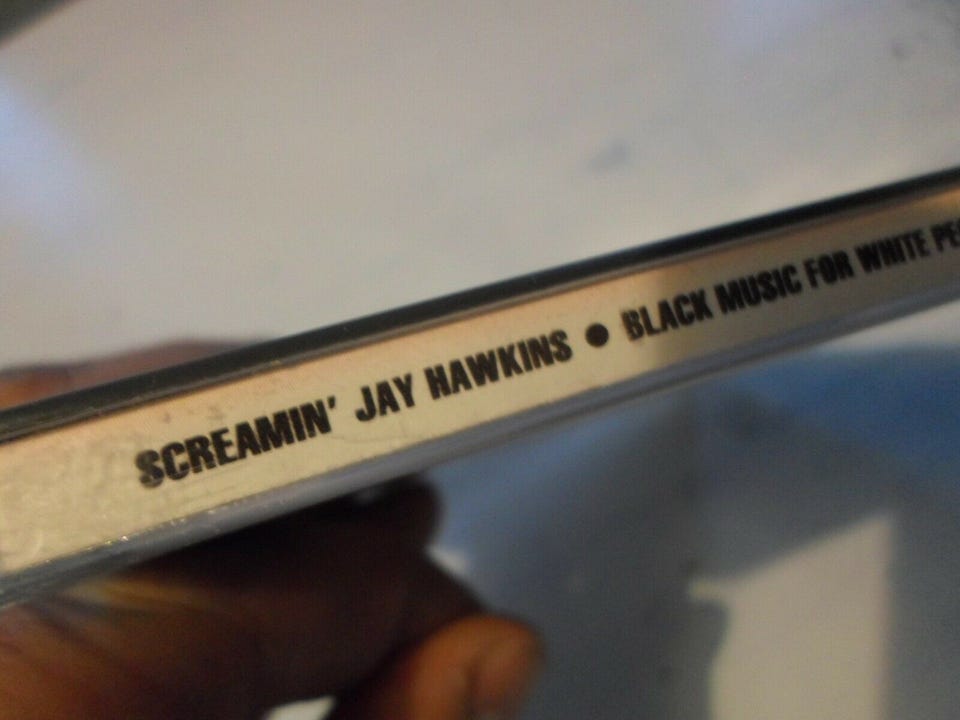 SCREAMIN' JAY HAWKINS • BLACK MUSIC FOR WHITE